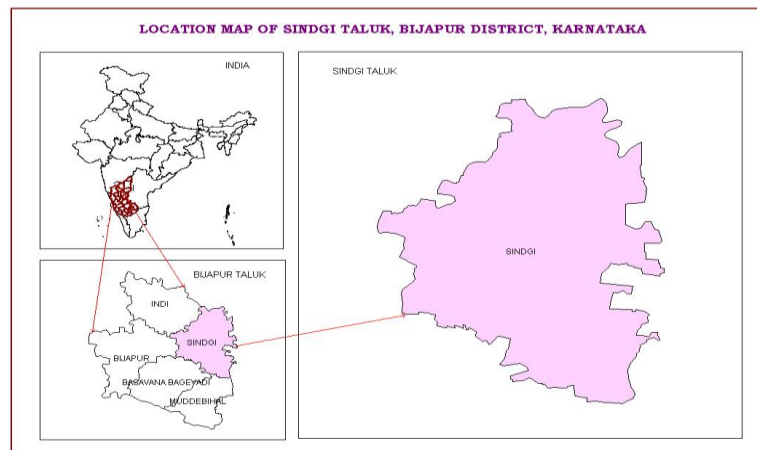 LOCATION MAP OF SINDGI TALUK, BIJAPUR DISTRICT, KARNATAKA
INDIA
SINDGI TALUK
SINDGI
BIJAPUR TALUK
INDI
SINDGI
BIJAPUR
BASAVANA BAGEYADI
MUDDEBIHAL